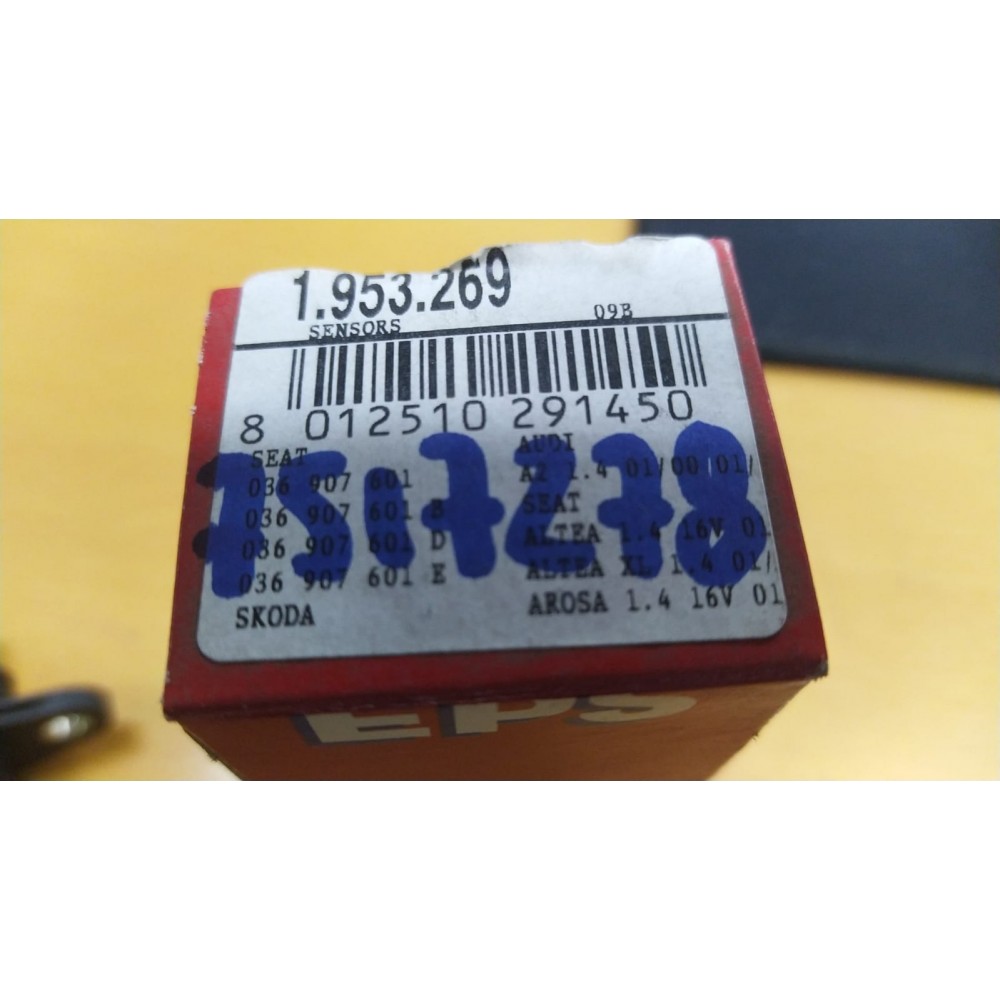 1.953.269
SENSORS 09B
8 012510 291450
SEAT
036 907 601
036 907 601 B
036 907 601 D
036 907 601 E
SKODA
AUDI
A2 1.4 01/00 01/
SEAT
ALTEA 1.4 16V 01
ALTEA XL 1.4 01/
AROSA 1.4 16V 01
EPS